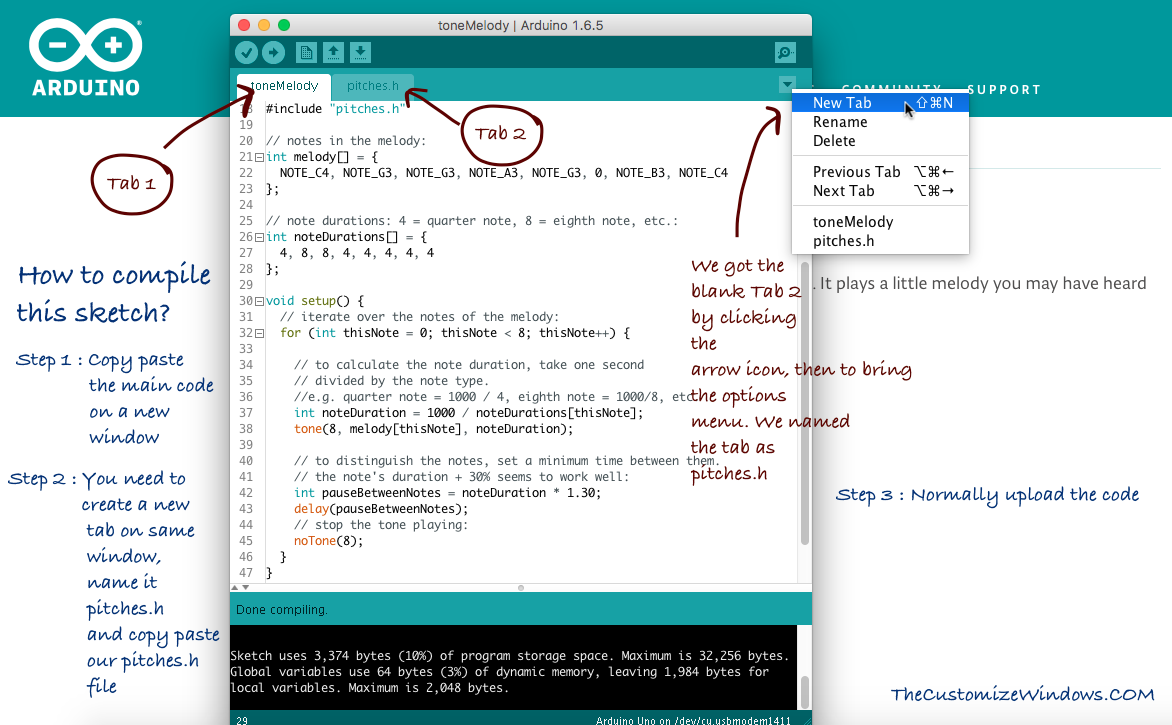 ARDUINO
toneMelody | Arduino 1.6.5
toneMelody
pitches.h
COMMUNITY SUPPORT
New Tab ⇧⌘N
Rename
Delete
Previous Tab ⌥⌘←
Next Tab ⌥⌘→
toneMelody
pitches.h
Tab 1
Tab 2
18 #include "pitches.h"
19
20 // notes in the melody:
21 int melody[] = {
22 NOTE_C4, NOTE_G3, NOTE_G3, NOTE_A3, NOTE_G3, 0, NOTE_B3, NOTE_C4
23 };
24
25 // note durations: 4 = quarter note, 8 = eighth note, etc.:
26 int noteDurations[] = {
27 4, 8, 8, 4, 4, 4, 4, 4
28 };
29
30 void setup() {
31 // iterate over the notes of the melody:
32 for (int thisNote = 0; thisNote < 8; thisNote++) {
33
34 // to calculate the note duration, take one second
35 // divided by the note type.
36 //e.g. quarter note = 1000 / 4, eighth note = 1000/8, etc.
37 int noteDuration = 1000 / noteDurations[thisNote];
38 tone(8, melody[thisNote], noteDuration);
39
40 // to distinguish the notes, set a minimum time between them.
41 // the note's duration + 30% seems to work well:
42 int pauseBetweenNotes = noteDuration * 1.30;
43 delay(pauseBetweenNotes);
44 // stop the tone playing:
45 noTone(8);
46 }
47 }
How to compile
this sketch?
Step 1 : Copy paste
the main code
on a new
window
Step 2 : You need to
create a new
tab on same
window,
name it
pitches.h
and copy paste
our pitches.h
file
We got the
blank Tab 2
by clicking
the
arrow icon, then to bring
the options
menu. We named
the tab as
pitches.h
. It plays a little melody you may have heard
Step 3 : Normally upload the code
Done compiling.
Sketch uses 3,374 bytes (10%) of program storage space. Maximum is 32,256 bytes.
Global variables use 64 bytes (3%) of dynamic memory, leaving 1,984 bytes for
local variables. Maximum is 2,048 bytes.
29
Arduino Uno on /dev/cu.usbmodem1411
TheCustomizeWindows.COM